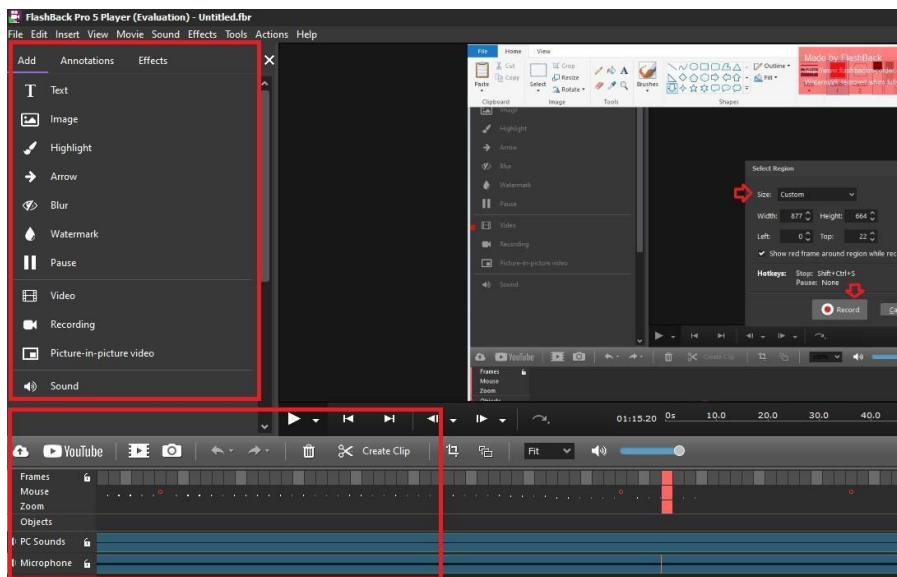 FlashBack Pro 5 Player (Evaluation) - Untitled.fbr
File Edit Insert View Movie Sound Effects Tools Actions Help
Add Annotations Effects
Text
Image
Highlight
Arrow
Blur
Watermark
Pause
Video
Recording
Picture-in-picture video
Sound
File Home View
Paste
Cut
Copy
Clipboard
Select
Crop
Resize
Rotate
Image
Tools
Brushes
Shapes
Outline
Fill
Made by FlashBack
Image
Highlight
Arrow
Blur
Watermark
Pause
Video
Recording
Picture-in-picture video
Sound
Select Region
Size: Custom
Width: 877 Height: 664
Left: 0 Top: 22
Show red frame around region while rec
Hotkeys: Stop: Shift+Ctrl+S
Pause: None
Record Ca
YouTube Create Clip
Frames
Mouse
Zoom
Objects
01:15.20 0s 10.0 20.0 30.0 40.0
YouTube Create Clip Fit
Frames
Mouse
Zoom
Objects
PC Sounds
Microphone